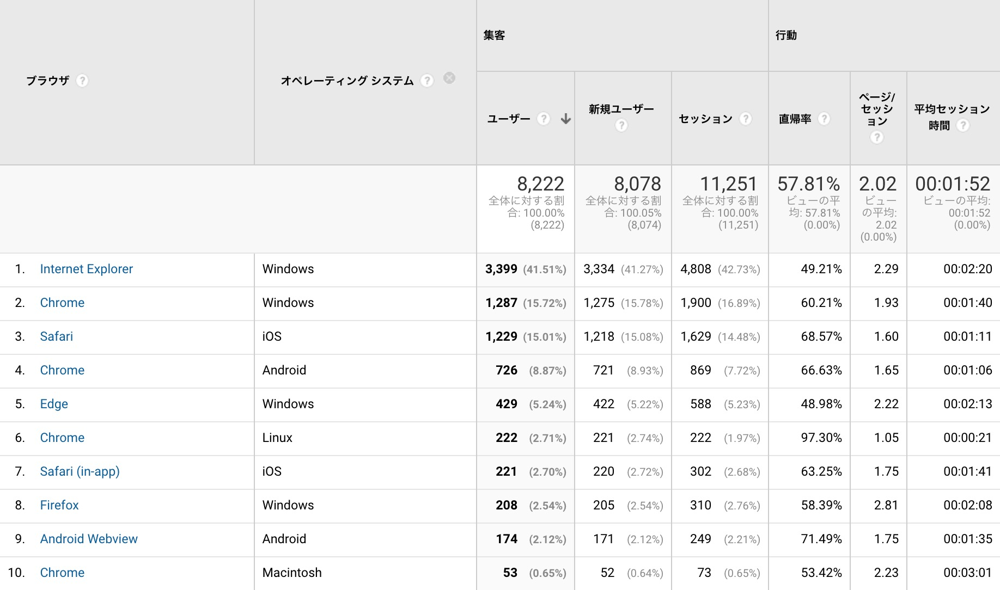 ブラウザ ?
オペレーティング システム ?
集客
行動
ユーザー ? ↓
新規ユーザー
?
セッション ?
直帰率 ?
ページ/
セッシ
ョン
?
平均セッション
時間 ?
8,222
全体に対する割
合: 100.00%
(8,222)
8,078
全体に対する割
合: 100.05%
(8,074)
11,251
全体に対する割
合: 100.00%
(11,251)
57.81%
ビューの平
均: 57.81%
(0.00%)
2.02
ビュー
の平均:
2.02
(0.00%)
00:01:52
ビューの平均:
00:01:52
(0.00%)
1. Internet Explorer Windows 3,399 (41.51%) 3,334 (41.27%) 4,808 (42.73%) 49.21% 2.29 00:02:20
2. Chrome Windows 1,287 (15.72%) 1,275 (15.78%) 1,900 (16.89%) 60.21% 1.93 00:01:40
3. Safari iOS 1,229 (15.01%) 1,218 (15.08%) 1,629 (14.48%) 68.57% 1.60 00:01:11
4. Chrome Android 726 (8.87%) 721 (8.93%) 869 (7.72%) 66.63% 1.65 00:01:06
5. Edge Windows 429 (5.24%) 422 (5.22%) 588 (5.23%) 48.98% 2.22 00:02:13
6. Chrome Linux 222 (2.71%) 221 (2.74%) 222 (1.97%) 97.30% 1.05 00:00:21
7. Safari (in-app) iOS 221 (2.70%) 220 (2.72%) 302 (2.68%) 63.25% 1.75 00:01:41
8. Firefox Windows 208 (2.54%) 205 (2.54%) 310 (2.76%) 58.39% 2.81 00:02:08
9. Android Webview Android 174 (2.12%) 171 (2.12%) 249 (2.21%) 71.49% 1.75 00:01:35
10. Chrome Macintosh 53 (0.65%) 52 (0.64%) 73 (0.65%) 53.42% 2.23 00:03:01